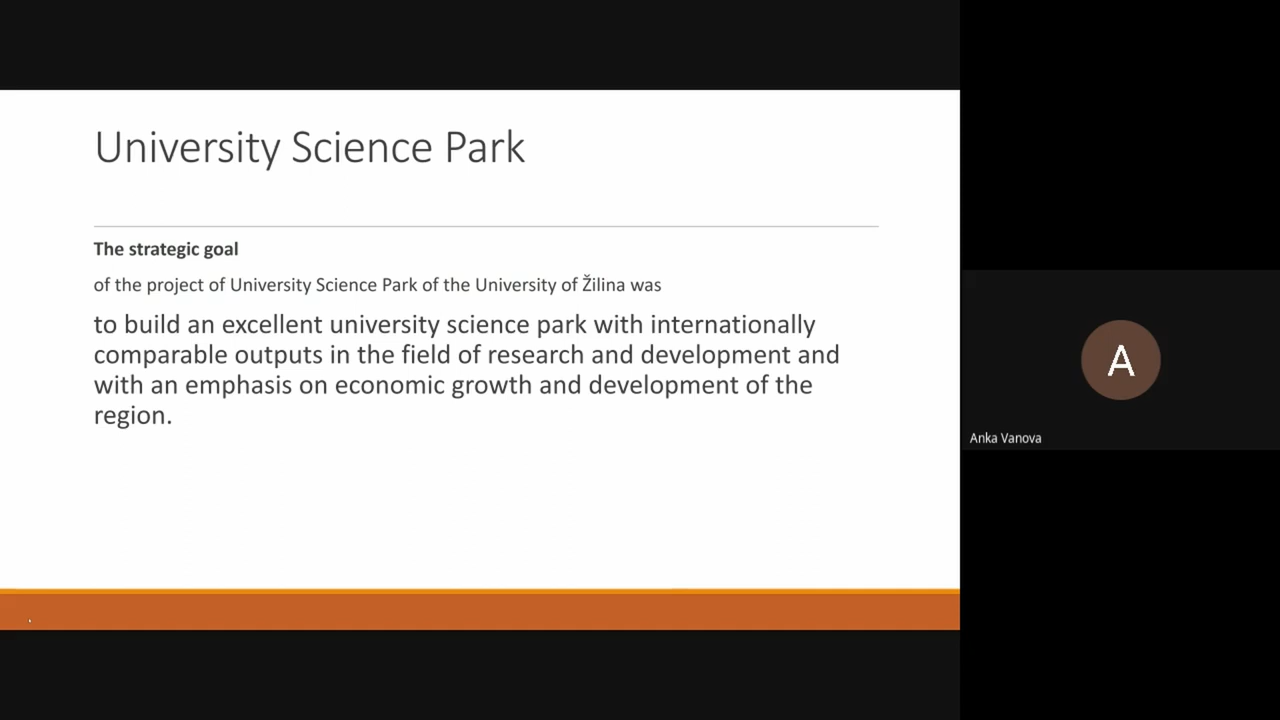 University Science Park
The strategic goal
of the project of University Science Park of the University of Žilina was
to build an excellent university science park with internationally
comparable outputs in the field of research and development and
with an emphasis on economic growth and development of the
region.
A
Anka Vanova